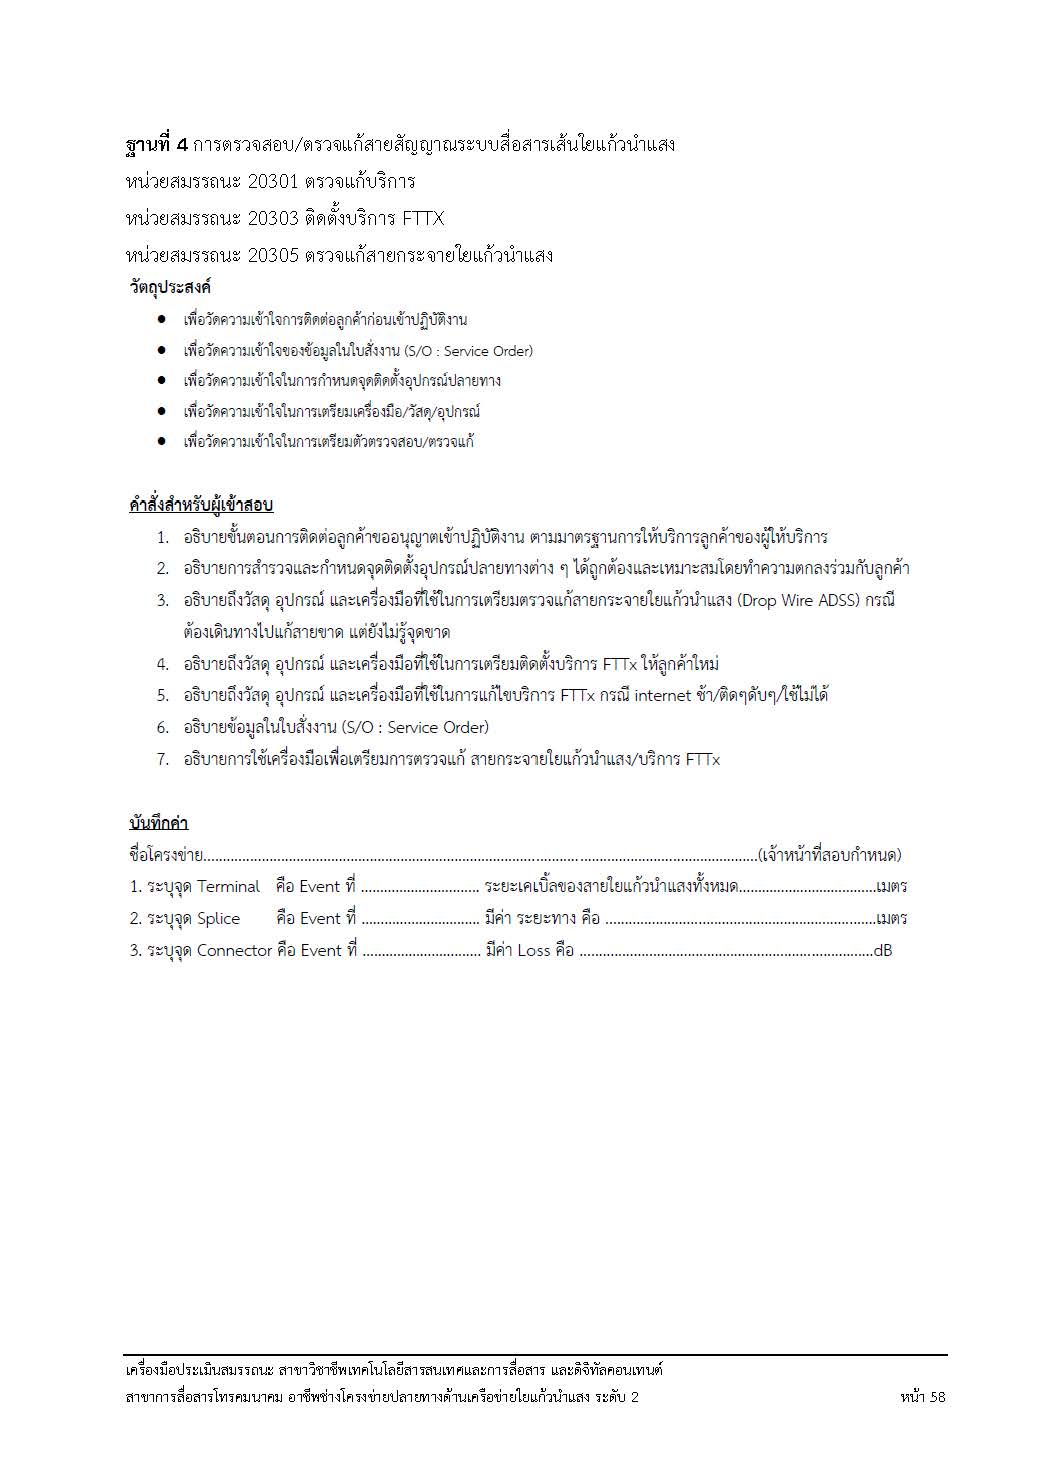 ฐานที่ 4 การตรวจสอบ/ตรวจแก้สายสัญญาณระบบสื่อสารเส้นใยแก้วนำแสง
หน่วยสมรรถนะ 20301 ตรวจแก้บริการ
หน่วยสมรรถนะ 20303 ติดตั้งบริการ FTTX
หน่วยสมรรถนะ 20305 ตรวจแก้สายกระจายใยแก้วนำแสง
วัตถุประสงค์
● เพื่อวัดความเข้าใจการติดต่อลูกค้าก่อนเข้าปฏิบัติงาน
● เพื่อวัดความเข้าใจของข้อมูลในใบสั่งงาน (S/O : Service Order)
● เพื่อวัดความเข้าใจในการกำหนดจุดติดตั้งอุปกรณ์ปลายทาง
● เพื่อวัดความเข้าใจในการเตรียมเครื่องมือ/วัสดุ/อุปกรณ์
● เพื่อวัดความเข้าใจในการเตรียมตัวตรวจสอบ/ตรวจแก้
คำสั่งสำหรับผู้เข้าสอบ
1. อธิบายขั้นตอนการติดต่อลูกค้าขออนุญาตเข้าปฏิบัติงาน ตามมาตรฐานการให้บริการลูกค้าของผู้ให้บริการ
2. อธิบายการสำรวจและกำหนดจุดติดตั้งอุปกรณ์ปลายทางต่าง ๆ ได้ถูกต้องและเหมาะสมโดยทำความตกลงร่วมกับลูกค้า
3. อธิบายถึงวัสดุ อุปกรณ์ และเครื่องมือที่ใช้ในการเตรียมตรวจแก้สายกระจายใยแก้วนำแสง (Drop Wire ADSS) กรณี
ต้องเดินทางไปแก้สายขาด แต่ยังไม่รู้จุดขาด
4. อธิบายถึงวัสดุ อุปกรณ์ และเครื่องมือที่ใช้ในการเตรียมติดตั้งบริการ FTTx ให้ลูกค้าใหม่
5. อธิบายถึงวัสดุ อุปกรณ์ และเครื่องมือที่ใช้ในการแก้ไขบริการ FTTx กรณี internet ช้า/ติดๆดับๆ/ใช้ไม่ได้
6. อธิบายข้อมูลในใบสั่งงาน (S/O : Service Order)
7. อธิบายการใช้เครื่องมือเพื่อเตรียมการตรวจแก้ สายกระจายใยแก้วนำแสง/บริการ FTTx
บันทึกค่า
ชื่อโครงข่าย................................................................................................................................................(เจ้าหน้าที่สอบกำหนด)
1. ระบุจุด Terminal คือ Event ที่ ............................... ระยะเคเบิ้ลของสายใยแก้วนำแสงทั้งหมด....................................เมตร
2. ระบุจุด Splice คือ Event ที่ ............................... มีค่า ระยะทาง คือ .......................................................................เมตร
3. ระบุจุด Connector คือ Event ที่ ............................... มีค่า Loss คือ ............................................................................dB
เครื่องมือประเมินสมรรถนะ สาขาวิชาชีพเทคโนโลยีสารสนเทศและการสื่อสาร และดิจิทัลคอนเทนต์
สาขาการสื่อสารโทรคมนาคม อาชีพช่างโครงข่ายปลายทางด้านเครือข่ายใยแก้วนำแสง ระดับ 2 หน้า 58